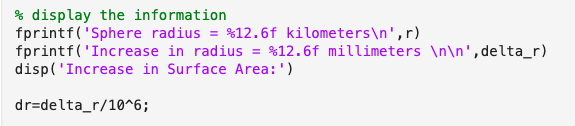 % display the information
fprintf('Sphere radius = %12.6f kilometers\n',r)
fprintf('Increase in radius = %12.6f millimeters \n\n',delta_r)
disp('Increase in Surface Area:')
dr=delta_r/10^6;